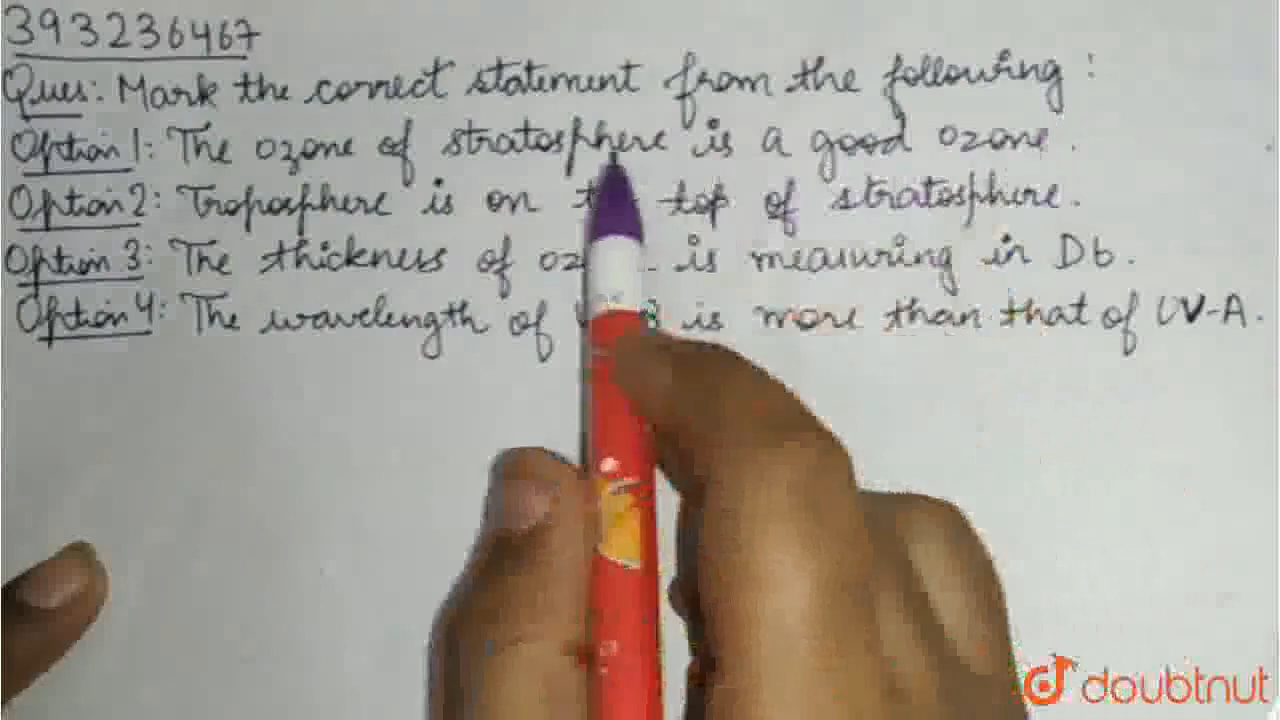 393236467
Ques: Mark the correct statement from the following:
Option 1: The ozone of stratosphere is a good ozone.
Option 2: Troposphere is on top of stratosphere.
Option 3: The thickness of is measuring in Db.
Option 4: The wavelength of is more than that of UV-A.
doubtnut